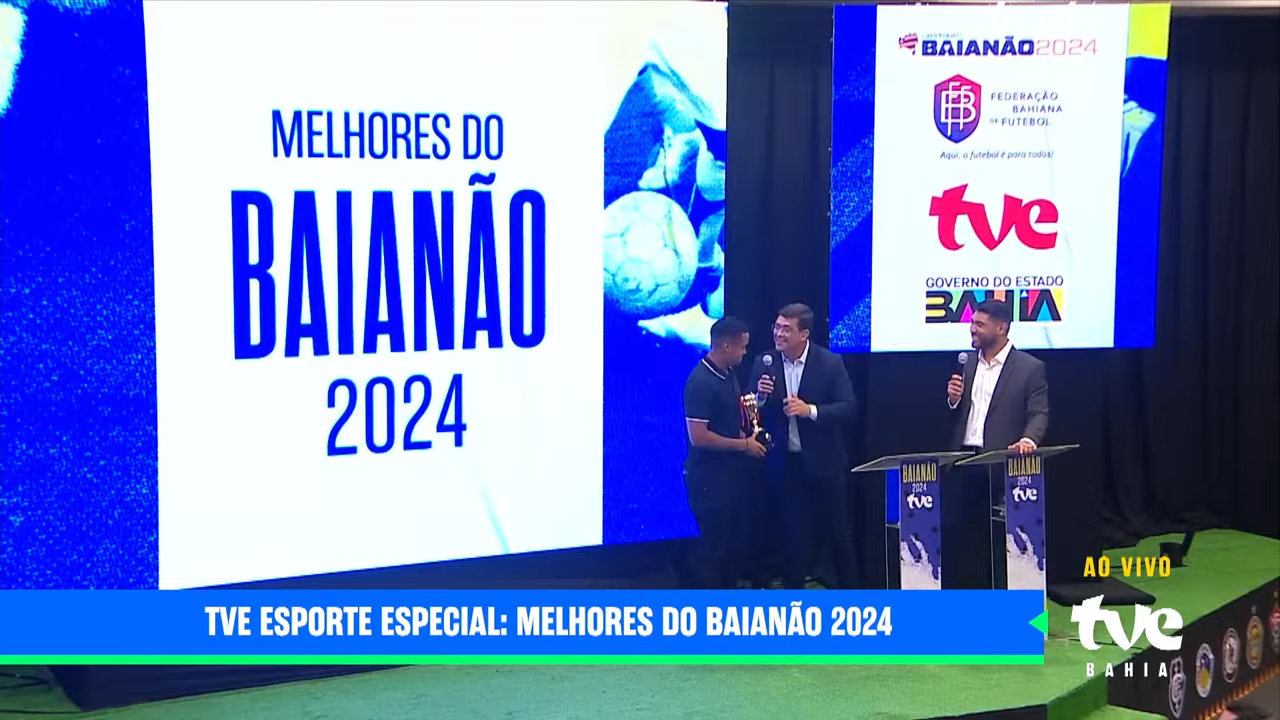 MELHORES DO
BAIANÃO
2024
BAIANÃO2024
FEDERAÇÃO
BAHIANA
DE FUTEBOL
Aqui, o futebol é para todos!
tve
GOVERNO DO ESTADO
BAHIA
BAIANÃO
2024
tve
BAIANÃO
2024
tve
AO VIVO
TVE ESPORTE ESPECIAL: MELHORES DO BAIANÃO 2024
tve
BAHIA